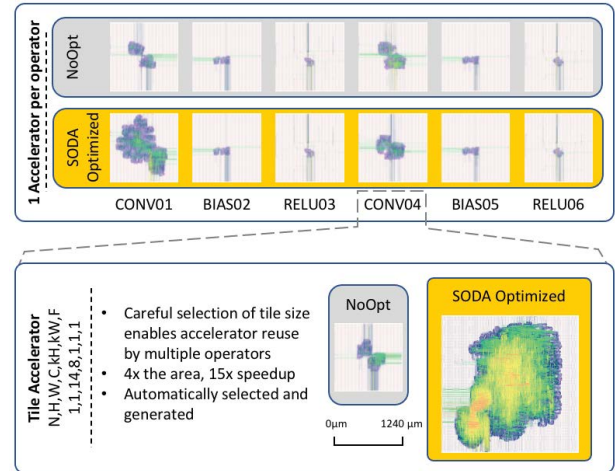 1 Accelerator per operator
NoOpt
SODA
Optimized
CONV01 BIAS02 RELU03 CONV04 BIAS05 RELU06
Tile Accelerator
N,H,W,C,kH,kW,F
1,1,14,8,1,1,1
• Careful selection of tile size
enables accelerator reuse
by multiple operators
• 4x the area, 15x speedup
• Automatically selected and
generated
NoOpt
0µm 1240 µm
SODA Optimized